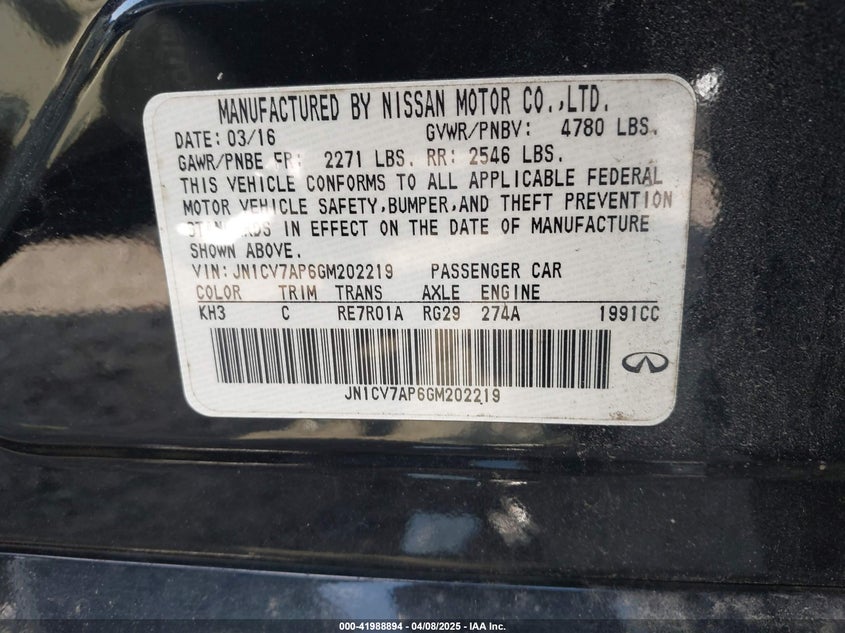 MANUFACTURED BY NISSAN MOTOR CO.,LTD.
DATE: 03/16 GVWR/PNBV: 4780 LBS.
GAWR/PNBE FR: 2271 LBS. RR: 2546 LBS.
THIS VEHICLE CONFORMS TO ALL APPLICABLE FEDERAL
MOTOR VEHICLE SAFETY,BUMPER,AND THEFT PREVENTION
STANDARDS IN EFFECT ON THE DATE OF MANUFACTURE
SHOWN ABOVE.
VIN:JN1CV7AP6GM202219 PASSENGER CAR
COLOR TRIM TRANS AXLE ENGINE
KH3 C RE7R01A RG29 274A 1991CC
JN1CV7AP6GM202219
000-41988894 - 04/08/2025 - IAA Inc.